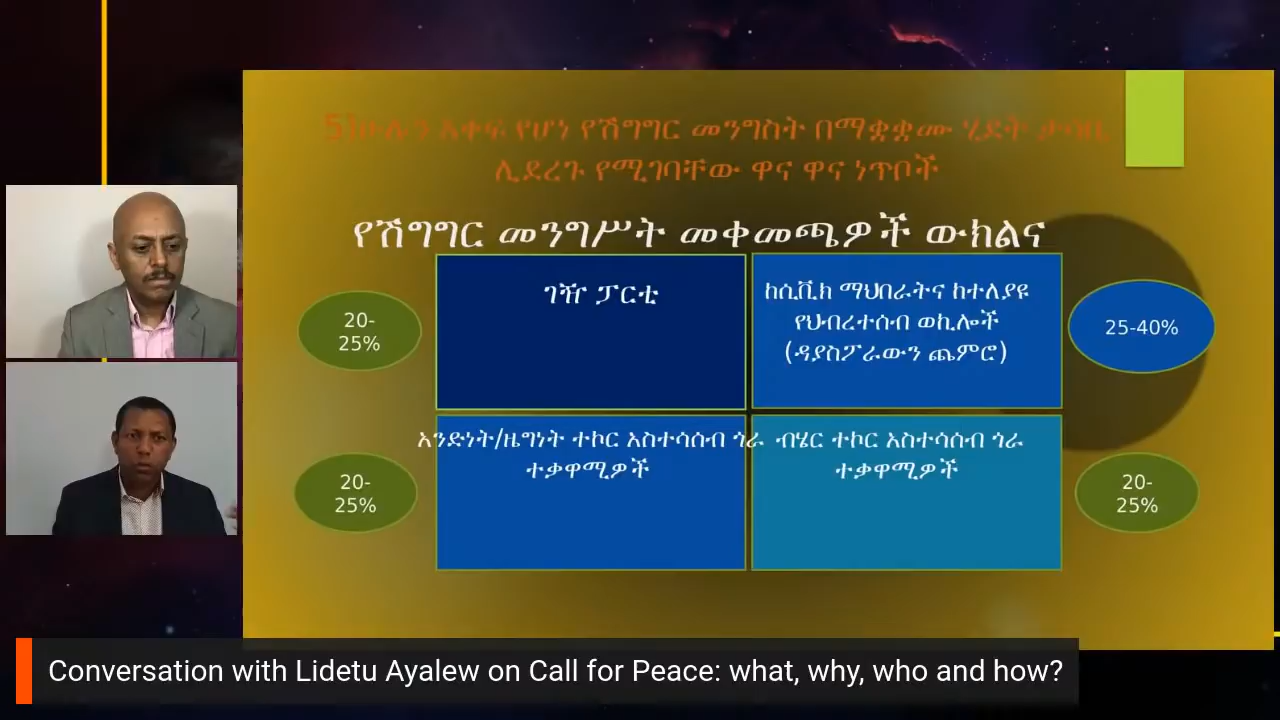 5)ሁሉን አቀፍ የሆነ የሽግግር መንግስት በማቋቋሙ ሂደት ታሳቢ
ሊደረጉ የሚገባቸው ዋና ዋና ነጥቦች
የሽግግር መንግሥት መቀመጫዎች ውክልና
20-
25%
ገዥ ፓርቲ
ከሲቪክ ማህበራትና ከተለያዩ
የህብረተሰብ ወኪሎች
(ዳያስፖራውን ጨምሮ)
25-40%
20-
25%
አንድነት/ዜግነት ተኮር አስተሳሰብ ጎራ
ተቃዋሚዎች
ብሄር ተኮር አስተሳሰብ ጎራ
ተቃዋሚዎች
20-
25%
Conversation with Lidetu Ayalew on Call for Peace: what, why, who and how?